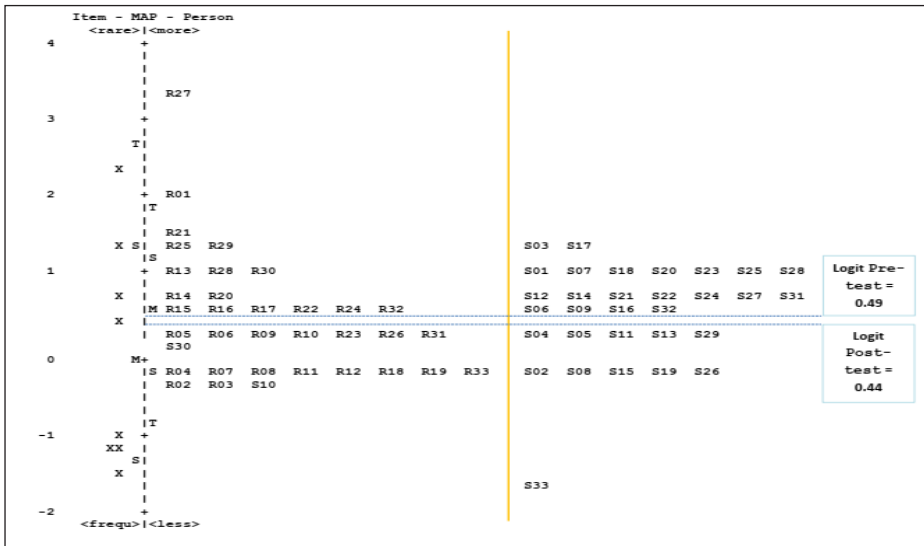 Item - MAP - Person
<rare>|<more>
4 +
R27
3 +
T|
X
2 + R01
|T
R21
X S| R25 R29 S03 S17
|S
1 + R13 R28 R30 S01 S07 S18 S20 S23 S25 S28
X R14 R20 S12 S14 S21 S22 S24 S27 S31
|M R15 R16 R17 R22 R24 R32 S06 S09 S16 S32
X
R05 R06 R09 R10 R23 R26 R31 S04 S05 S11 S13 S29
S30
0 M+
|S R04 R07 R08 R11 R12 R18 R19 R33 S02 S08 S15 S19 S26
R02 R03 S10
|T
-1 X +
XX
S|
X
S33
-2 +
<frequ>|<less>
Logit Pre-
test =
0.49
Logit
Post-
test =
0.44